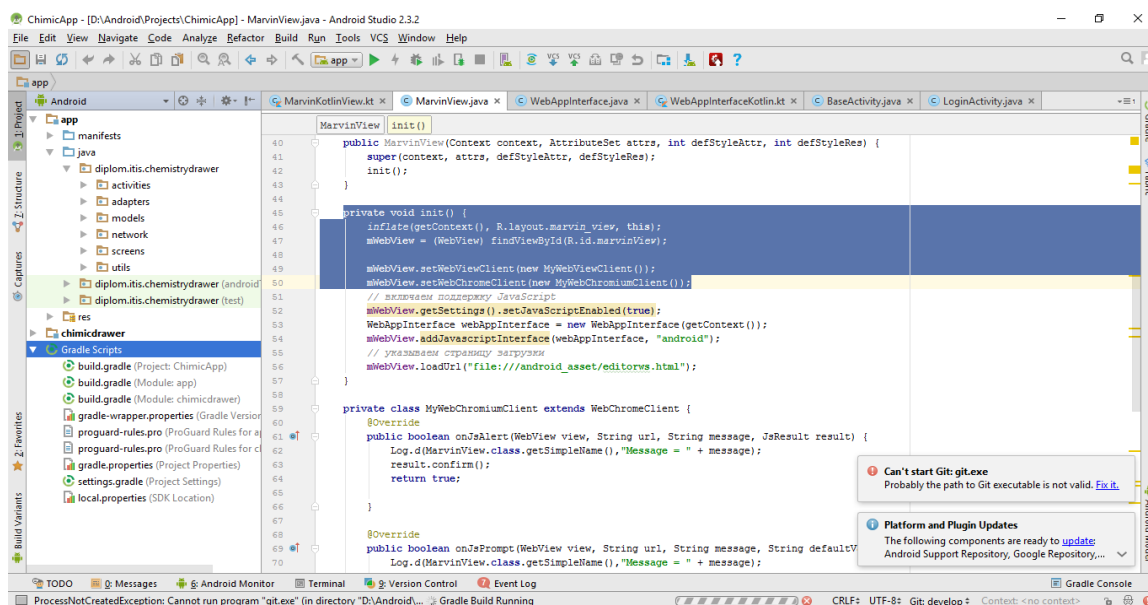 ChimicApp - [D:\Android\Projects\ChimicApp] - MarvinView.java - Android Studio 2.3.2
File Edit View Navigate Code Analyze Refactor Build Run Tools VCS Window Help
app
app
Android
MarvinKotlinView.kt × MarvinView.java × WebAppInterface.java × WebAppInterfaceKotlin.kt × BaseActivity.java × LoginActivity.java ×
1: Project
Z: Structure
Captures
2: Favorites
Build Variants
app
manifests
java
diplom.itis.chemistrydrawer
activities
adapters
models
network
screens
utils
diplom.itis.chemistrydrawer (android
diplom.itis.chemistrydrawer (test)
res
chimicdrawer
Gradle Scripts
build.gradle (Project: ChimicApp)
build.gradle (Module: app)
build.gradle (Module: chimicdrawer)
gradle-wrapper.properties (Gradle Version
proguard-rules.pro (ProGuard Rules for a
proguard-rules.pro (ProGuard Rules for cl
gradle.properties (Project Properties)
settings.gradle (Project Settings)
local.properties (SDK Location)
MarvinView init()
40 public MarvinView(Context context, AttributeSet attrs, int defStyleAttr, int defStyleRes) {
41 super(context, attrs, defStyleAttr, defStyleRes);
42 init();
43 }
44
45 private void init() {
46 inflate(getContext(), R.layout.marvin_view, this);
47 mWebView = (WebView) findViewById(R.id.marvinView);
48
49 mWebView.setWebViewClient(new MyWebViewClient());
50 mWebView.setWebChromeClient(new MyWebChromiumClient());
51 // включаем поддержку JavaScript
52 mWebView.getSettings().setJavaScriptEnabled(true);
53 WebAppInterface webAppInterface = new WebAppInterface(getContext());
54 mWebView.addJavascriptInterface(webAppInterface, "android");
55 // указываем страницу загрузки
56 mWebView.loadUrl("file:///android_asset/editorws.html");
57 }
58
59 private class MyWebChromiumClient extends WebChromeClient {
60 @Override
61 public boolean onJsAlert(WebView view, String url, String message, JsResult result) {
62 Log.d(MarvinView.class.getSimpleName(),"Message = " + message);
63 result.confirm();
64 return true;
65
66 }
67
68 @Override
69 public boolean onJsPrompt(WebView view, String url, String message, String defaultV
70 Log.d(MarvinView.class.getSimpleName(),"Message = " + message);
Can't start Git: git.exe
Probably the path to Git executable is not valid. Fix it.
Platform and Plugin Updates
The following components are ready to update:
Android Support Repository, Google Repository,...
TODO 0: Messages 6: Android Monitor Terminal 9: Version Control Event Log Gradle Console
ProcessNotCreatedException: Cannot run program "git.exe" (in directory "D:\Android\... Gradle Build Running CRLF UTF-8 Git: develop Context: <no context>